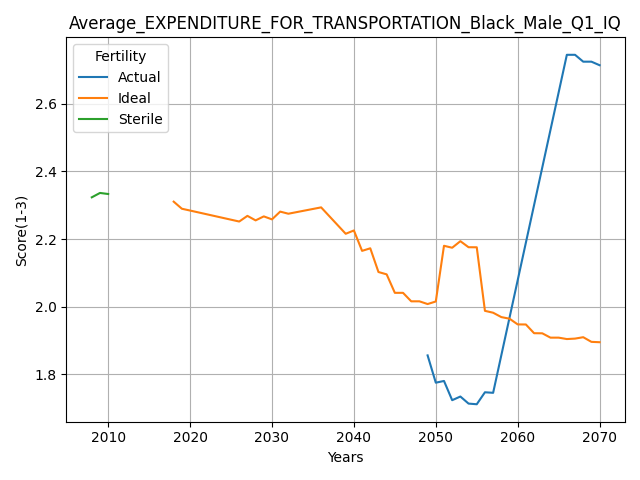 Average_EXPENDITURE_FOR_TRANSPORTATION_Black_Male_Q1_IQ
Fertility
Actual
Ideal
Sterile
Score(1-3)
2.6
2.4
2.2
2.0
1.8
2010 2020 2030 2040 2050 2060 2070
Years